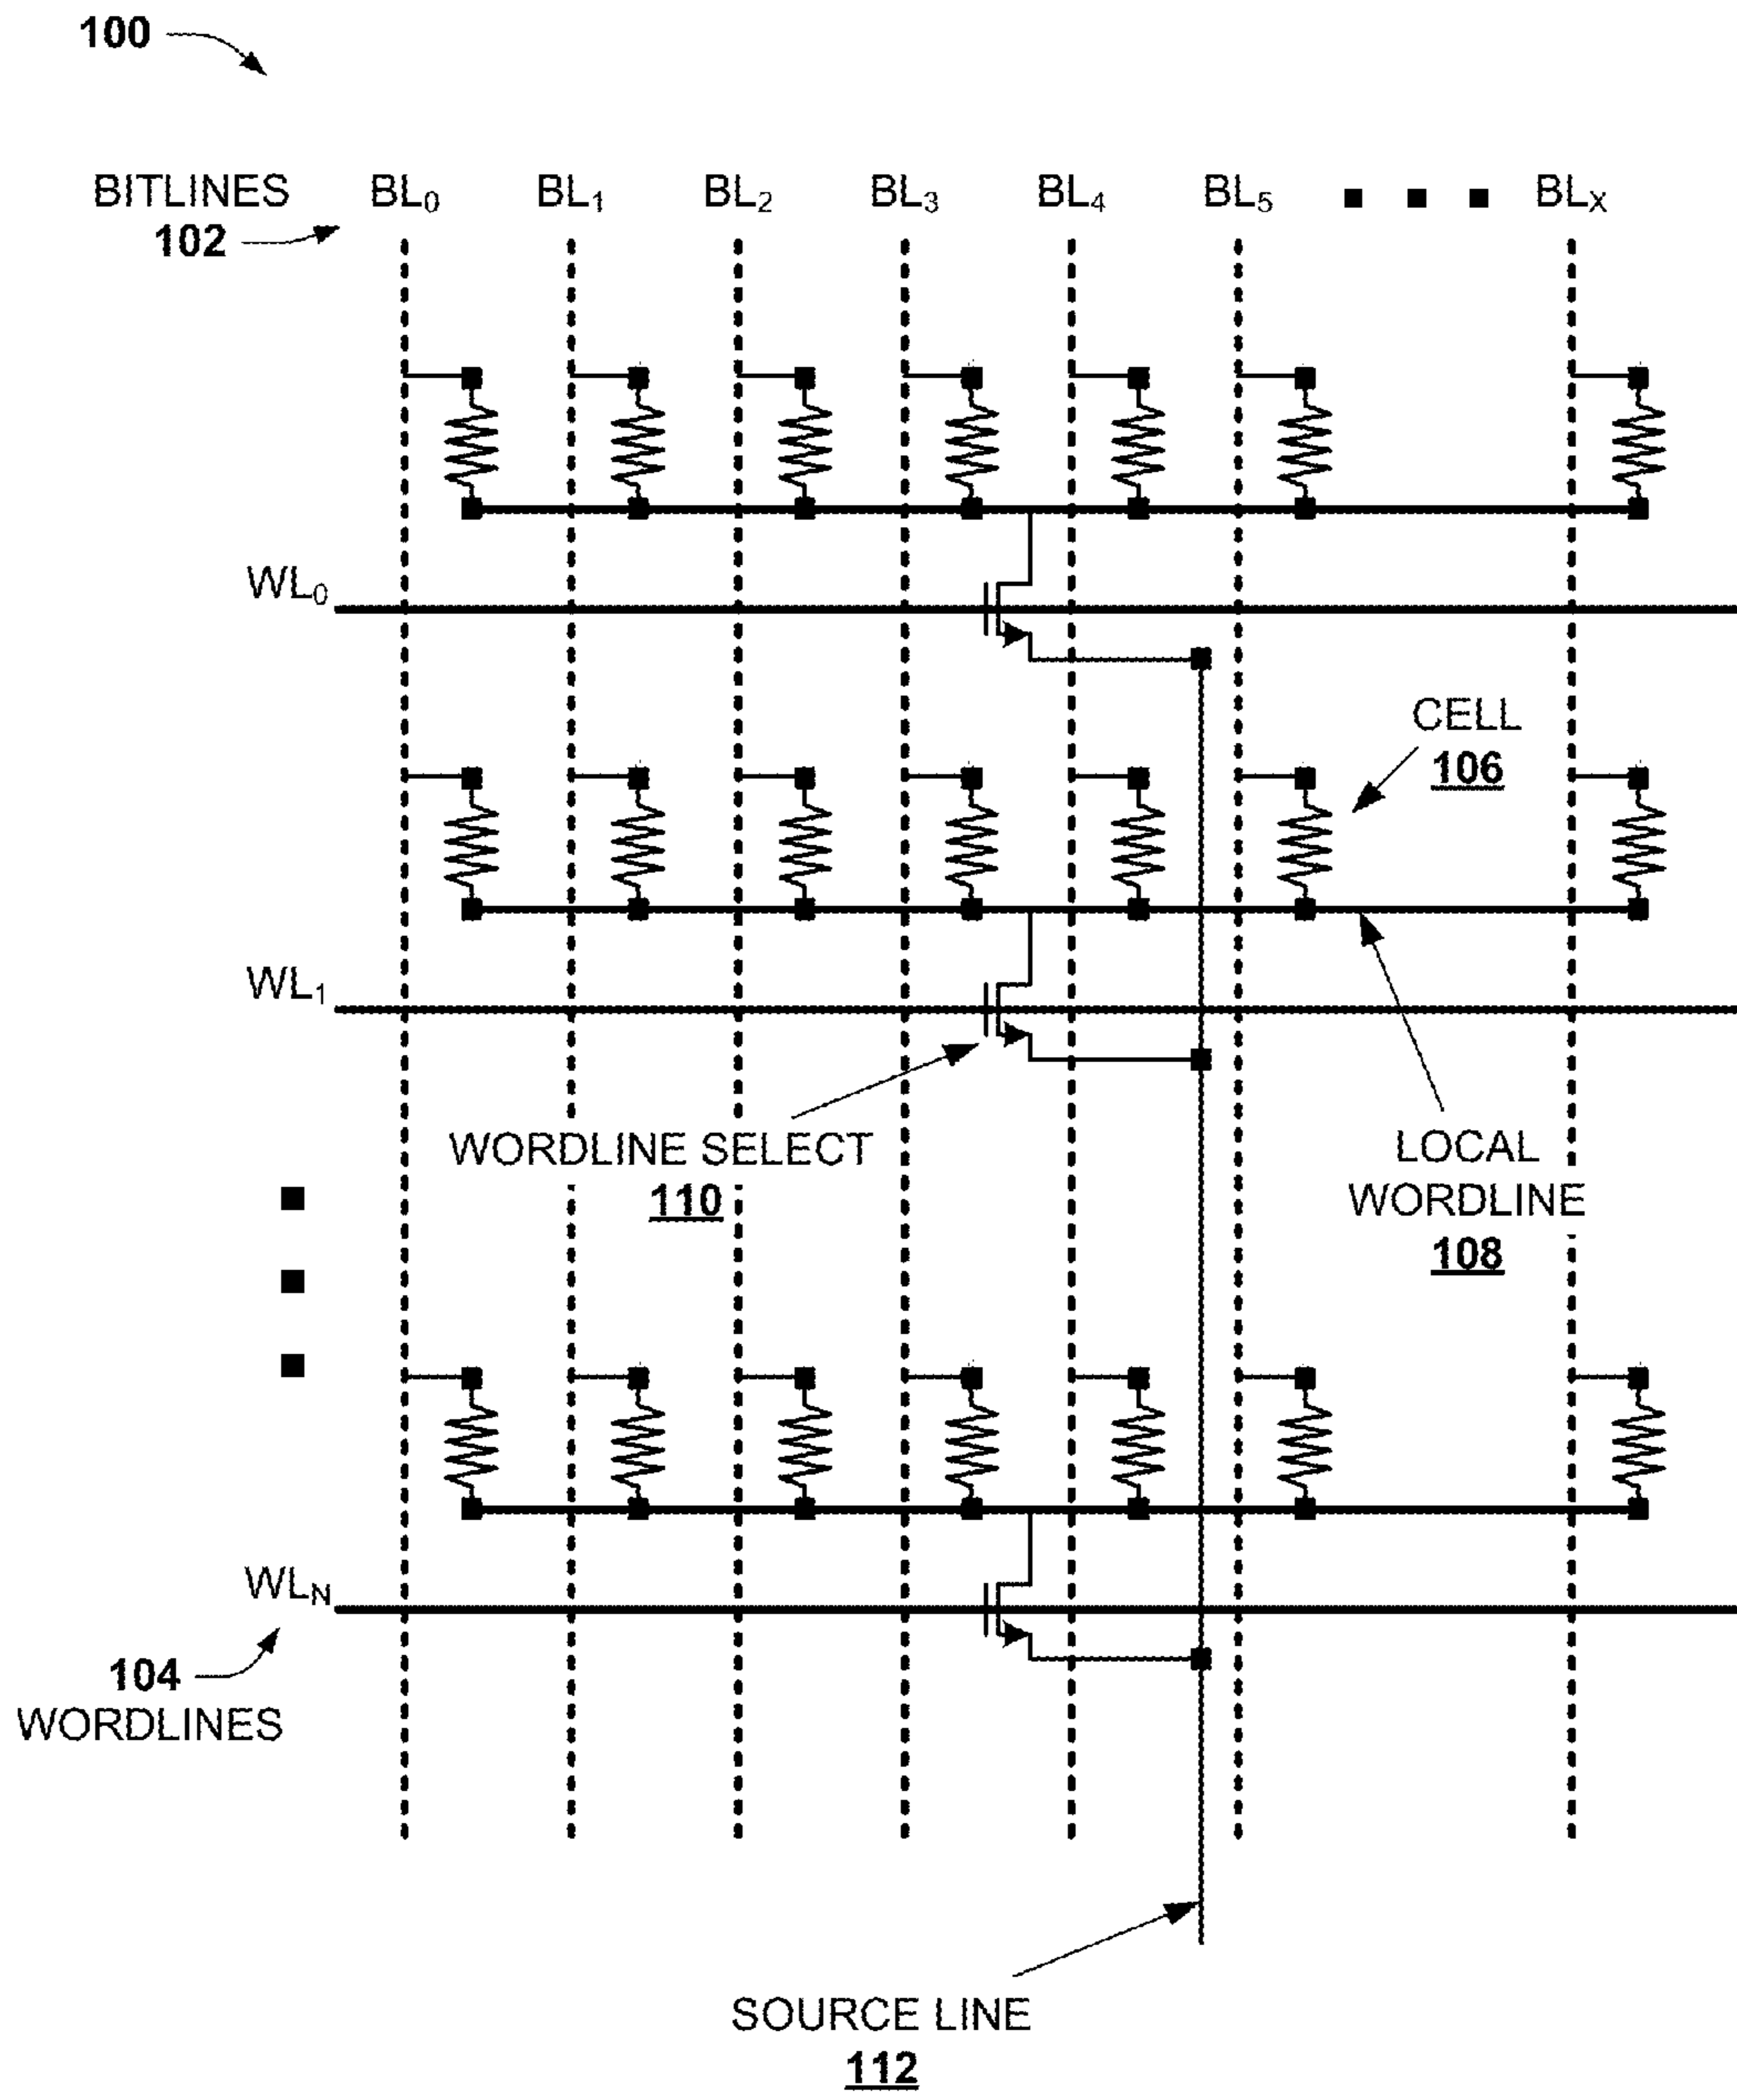 100
BITLINES BL0 BL1 BL2 BL3 BL4 BL5 BLX
102
WL0
CELL
106
WL1
WORDLINE SELECT
110
LOCAL
WORDLINE
108
WLN
104
WORDLINES
SOURCE LINE
112